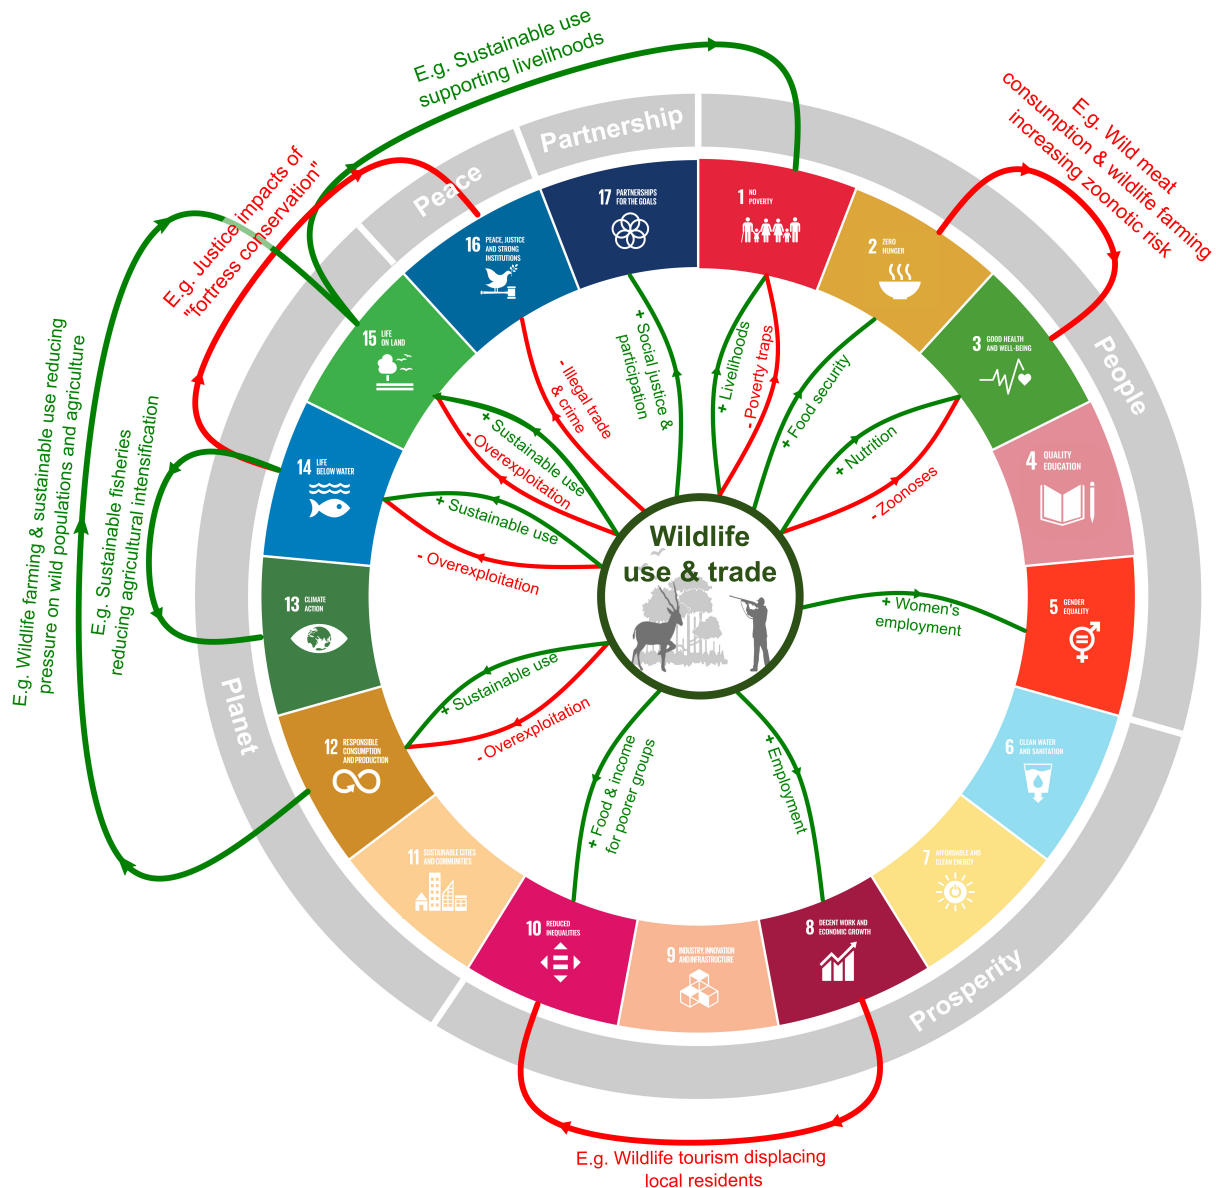 E.g. Sustainable use
supporting livelihoods
E.g. Wild meat
consumption & wildlife farming
increasing zoonotic risk
E.g. Justice impacts of
"fortress conservation"
E.g. Wildlife farming & sustainable use reducing
pressure on wild populations and agriculture
E.g. Sustainable fisheries
reducing agricultural intensification
E.g. Wildlife tourism displacing
local residents
Partnership
Peace
People
Planet
Prosperity
1 NO
POVERTY
2 ZERO
HUNGER
3 GOOD HEALTH
AND WELL-BEING
4 QUALITY
EDUCATION
5 GENDER
EQUALITY
6 CLEAN WATER
AND SANITATION
7 AFFORDABLE AND
CLEAN ENERGY
8 DECENT WORK AND
ECONOMIC GROWTH
9 INDUSTRY, INNOVATION
AND INFRASTRUCTURE
10 REDUCED
INEQUALITIES
11 SUSTAINABLE CITIES
AND COMMUNITIES
12 RESPONSIBLE
CONSUMPTION
AND PRODUCTION
13 CLIMATE
ACTION
14 LIFE
BELOW WATER
15 LIFE
ON LAND
16 PEACE, JUSTICE
AND STRONG
INSTITUTIONS
17 PARTNERSHIPS
FOR THE GOALS
Wildlife
use & trade
+ Social justice &
participation
+ Livelihoods
- Poverty traps
+ Food security
+ Nutrition
- Zoonoses
+ Women's
employment
+ Employment
+ Food & income
for poorer groups
+ Sustainable use
- Overexploitation
+ Sustainable use
- Overexploitation
+ Sustainable use
- Overexploitation
- Illegal trade
& crime